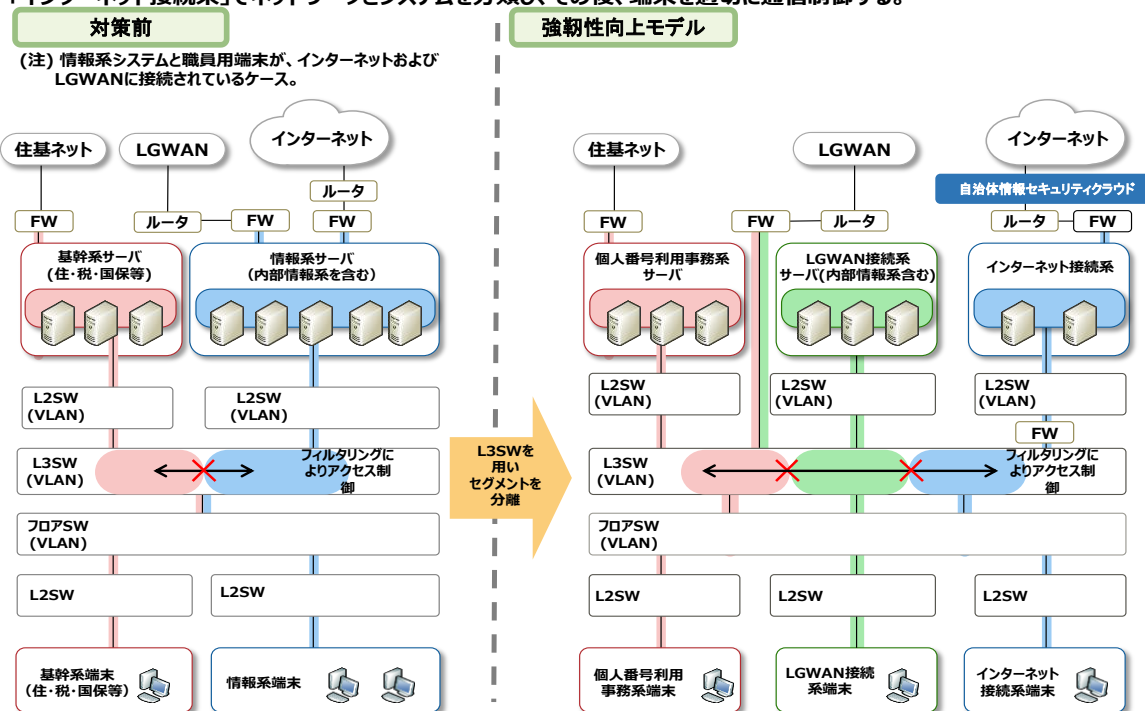 「インターネット接続系」でネットワークとシステムを分類し、その後、端末を適切に通信制御する。
対策前
(注) 情報系システムと職員用端末が、インターネットおよび
LGWANに接続されているケース。
住基ネット
LGWAN
インターネット
ルータ
FW
ルータ
FW
FW
基幹系サーバ
(住・税・国保等)
情報系サーバ
(内部情報系を含む)
L2SW
(VLAN)
L2SW
(VLAN)
L3SW
(VLAN)
フィルタリングに
よりアクセス制
御
フロアSW
(VLAN)
L2SW
L2SW
基幹系端末
(住・税・国保等)
情報系端末
L3SWを
用い
セグメントを
分離
強靭性向上モデル
住基ネット
LGWAN
インターネット
自治体情報セキュリティクラウド
FW
FW
ルータ
ルータ
FW
個人番号利用事務系
サーバ
LGWAN接続系
サーバ(内部情報系含む)
インターネット接続系
L2SW
(VLAN)
L2SW
(VLAN)
L2SW
(VLAN)
FW
L3SW
(VLAN)
フィルタリングに
よりアクセス制
御
フロアSW
(VLAN)
L2SW
L2SW
L2SW
個人番号利用
事務系端末
LGWAN接続
系端末
インターネット
接続系端末